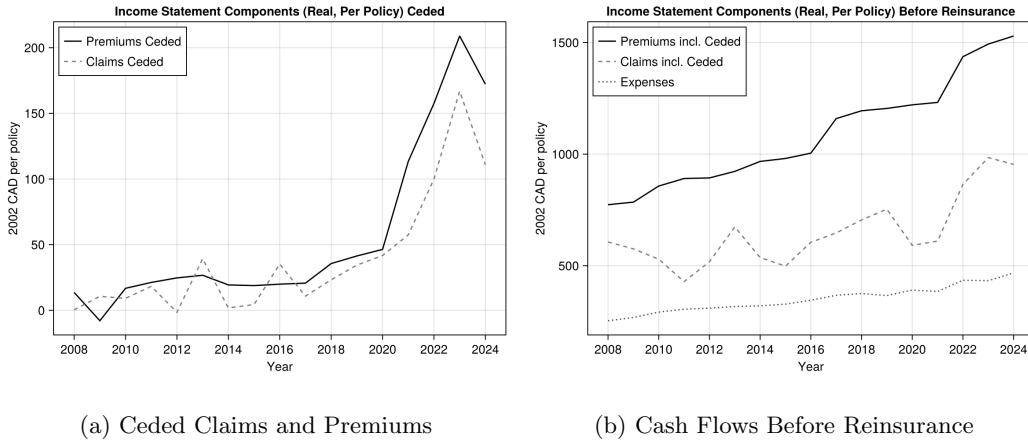 Income Statement Components (Real, Per Policy) Ceded
Premiums Ceded
Claims Ceded
2002 CAD per policy
200
150
100
50
0
2008 2010 2012 2014 2016 2018 2020 2022 2024
Year
(a) Ceded Claims and Premiums
Income Statement Components (Real, Per Policy) Before Reinsurance
Premiums incl. Ceded
Claims incl. Ceded
Expenses
2002 CAD per policy
1500
1000
500
2008 2010 2012 2014 2016 2018 2020 2022 2024
Year
(b) Cash Flows Before Reinsurance